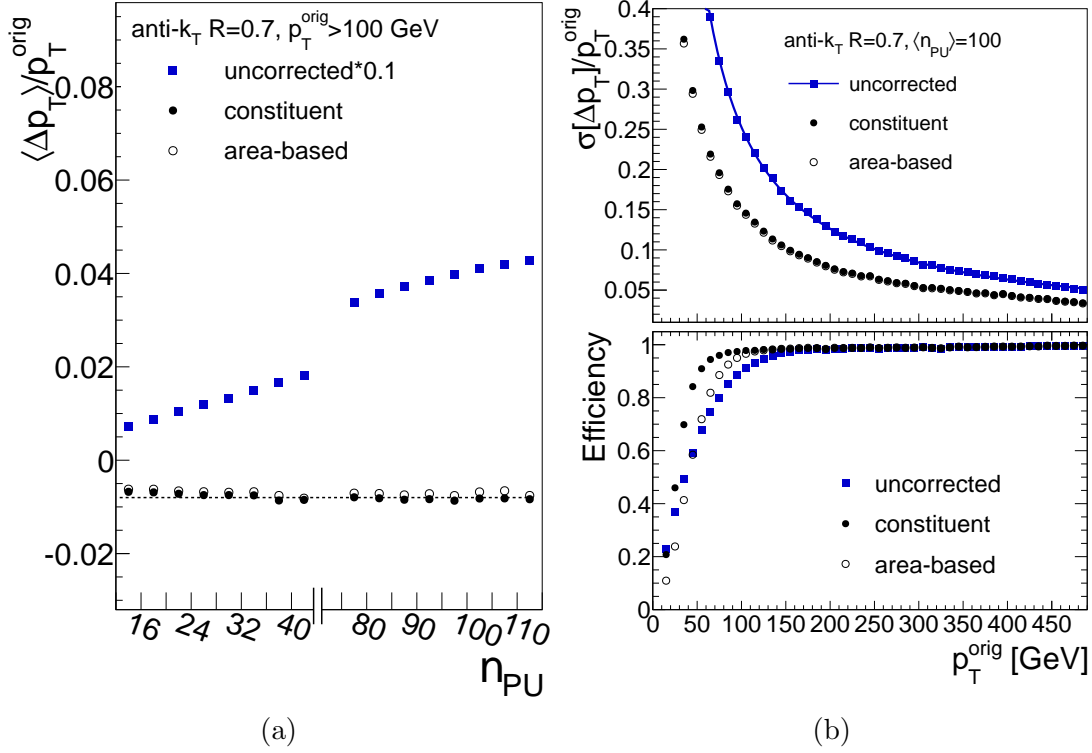 anti-k_T R=0.7, p_T^orig>100 GeV
uncorrected*0.1
constituent
area-based
⟨Δp_T⟩/p_T^orig
0.08
0.06
0.04
0.02
0
-0.02
16 24 32 40 80 90 100 110
n_PU
(a)
anti-k_T R=0.7, ⟨n_PU⟩=100
uncorrected
constituent
area-based
σ[Δp_T]/p_T^orig
0.4
0.35
0.3
0.25
0.2
0.15
0.1
0.05
Efficiency
1
0.8
0.6
0.4
0.2
0
uncorrected
constituent
area-based
0 50 100 150 200 250 300 350 400 450
p_T^orig [GeV]
(b)